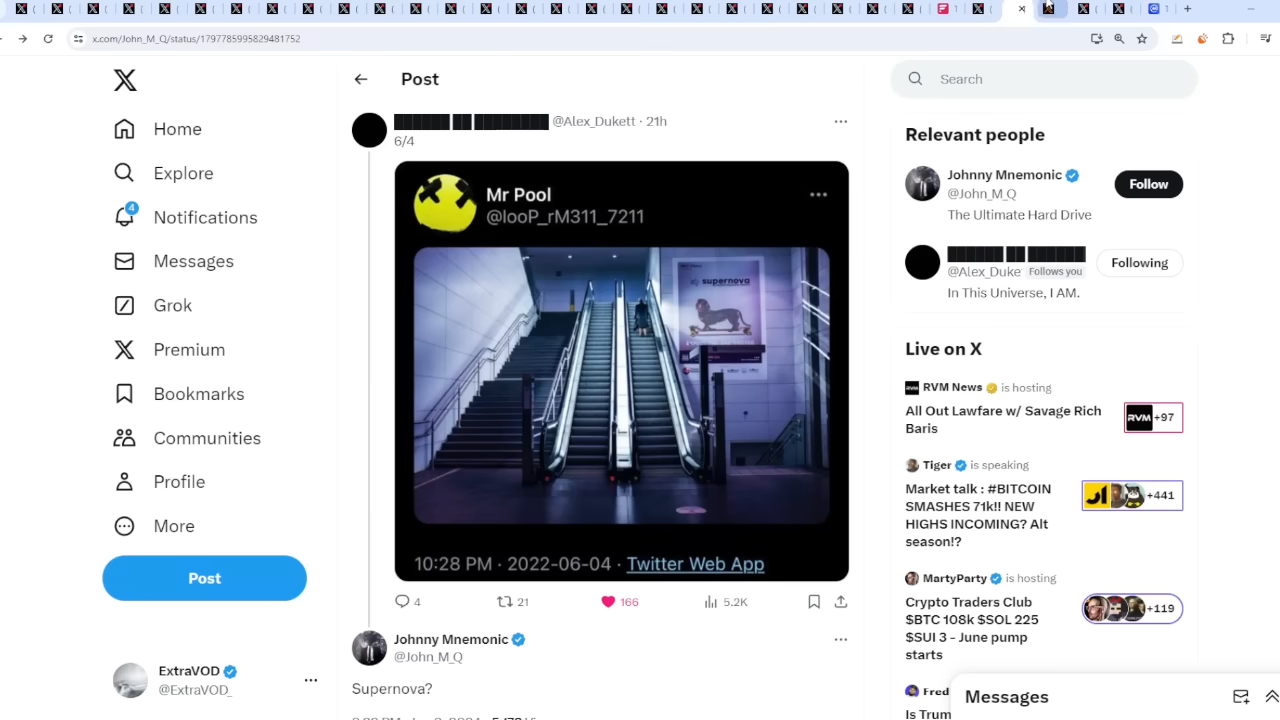 x.com/John_M_Q/status/1797785995829481752
Post
Search
@Alex_Dukett · 21h
6/4
Mr Pool
@looP_rM311_7211
supernova
10:28 PM · 2022-06-04 · Twitter Web App
4
21
166
5.2K
Johnny Mnemonic
@John_M_Q
Supernova?
Home
Explore
4
Notifications
Messages
Grok
Premium
Bookmarks
Communities
Profile
More
Post
ExtraVOD
@ExtraVOD_
Relevant people
Johnny Mnemonic
@John_M_Q
Follow
The Ultimate Hard Drive
@Alex_Duke Follows you
Following
In This Universe, I AM.
Live on X
RVM News is hosting
All Out Lawfare w/ Savage Rich
Baris
RVM +97
Tiger is speaking
Market talk : #BITCOIN
SMASHES 71k!! NEW
HIGHS INCOMING? Alt
season!?
+441
MartyParty is hosting
Crypto Traders Club
$BTC 108k $SOL 225
$SUI 3 - June pump
starts
+119
Fred
Is Trum
Messages